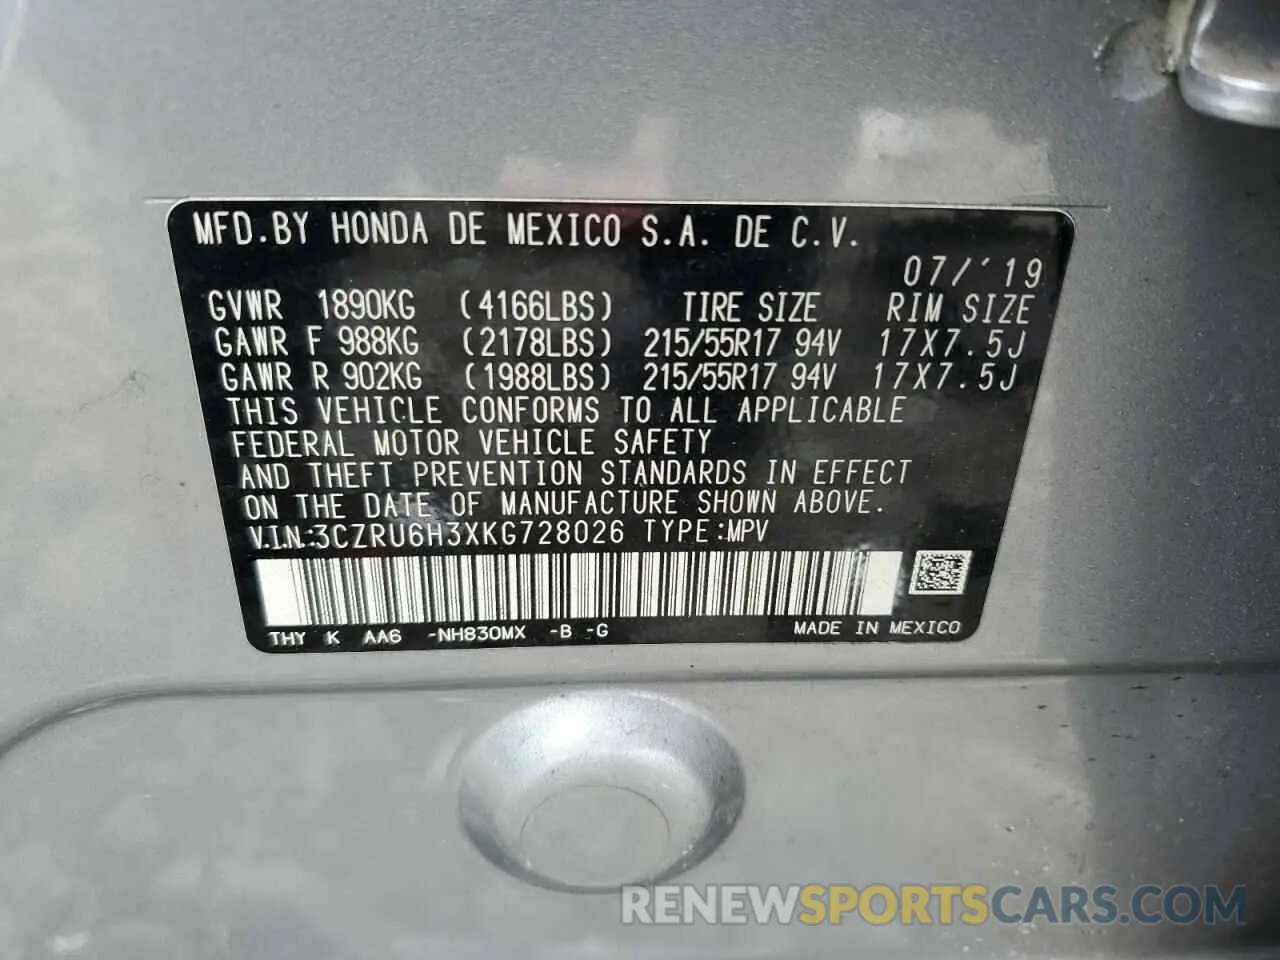 MFD.BY HONDA DE MEXICO S.A. DE C.V.
07/'19
GVWR 1890KG (4166LBS) TIRE SIZE RIM SIZE
GAWR F 988KG (2178LBS) 215/55R17 94V 17X7.5J
GAWR R 902KG (1988LBS) 215/55R17 94V 17X7.5J
THIS VEHICLE CONFORMS TO ALL APPLICABLE
FEDERAL MOTOR VEHICLE SAFETY
AND THEFT PREVENTION STANDARDS IN EFFECT
ON THE DATE OF MANUFACTURE SHOWN ABOVE.
V.I.N.:3CZRU6H3XKG728026 TYPE:MPV
THY K AA6 -NH830MX -B -G MADE IN MEXICO
RENEWSPORTSCARS.COM